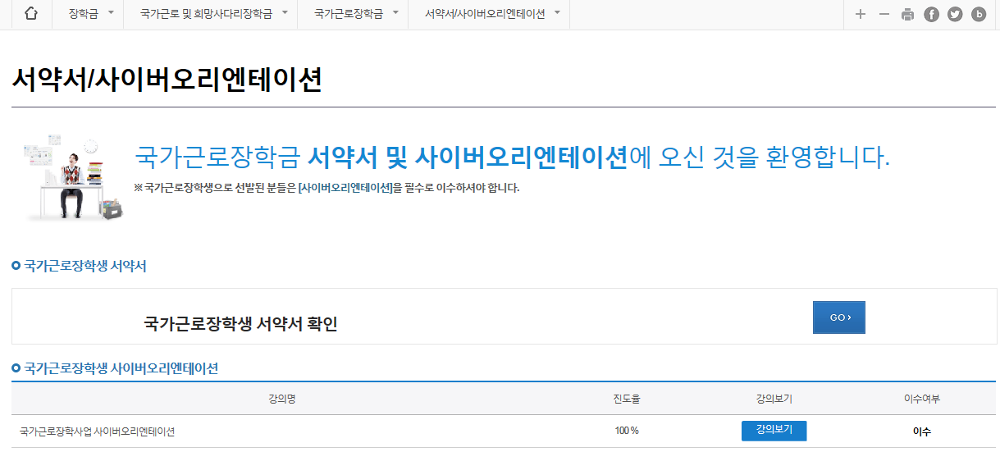 장학금 국가근로 및 희망사다리장학금 국가근로장학금 서약서/사이버오리엔테이션
서약서/사이버오리엔테이션
국가근로장학금 서약서 및 사이버오리엔테이션에 오신 것을 환영합니다.
※ 국가근로장학생으로 선발된 분들은 [사이버오리엔테이션]을 필수로 이수하셔야 합니다.
국가근로장학생 서약서
국가근로장학생 서약서 확인 GO ›
국가근로장학생 사이버오리엔테이션
강의명 진도율 강의보기 이수여부
국가근로장학사업 사이버오리엔테이션 100 % 강의보기 이수